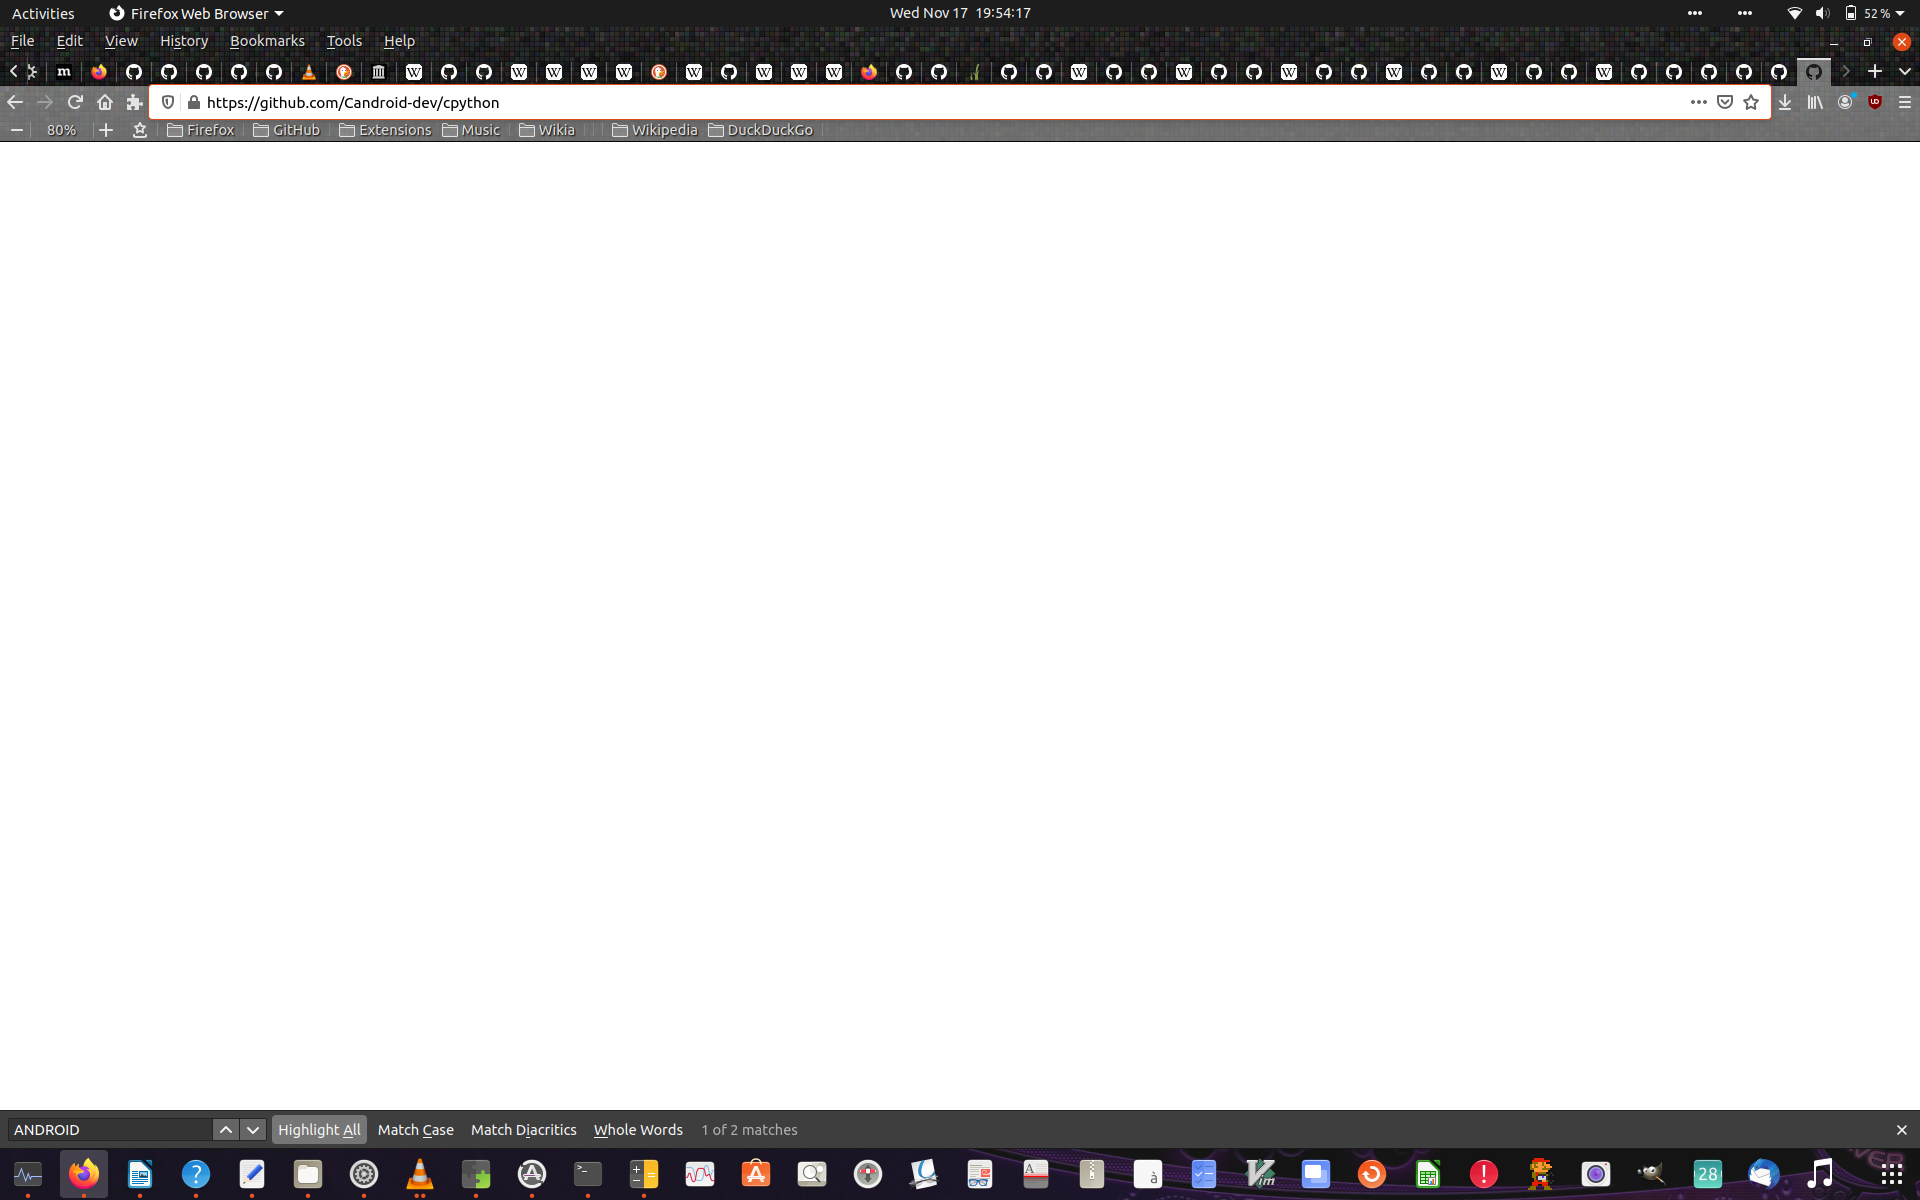 Activities Firefox Web Browser Wed Nov 17 19:54:17 52 %
File Edit View History Bookmarks Tools Help
https://github.com/Candroid-dev/cpython
80% Firefox GitHub Extensions Music Wikia Wikipedia DuckDuckGo
ANDROID Highlight All Match Case Match Diacritics Whole Words 1 of 2 matches
28